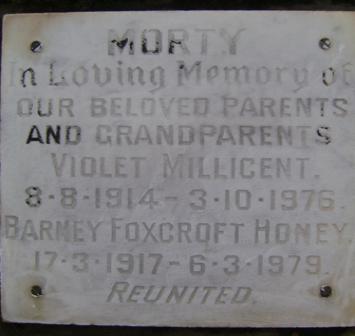 MORTY
In Loving Memory of
OUR BELOVED PARENTS
AND GRANDPARENTS
VIOLET MILLICENT.
8·8·1914 - 3·10·1976.
BARNEY FOXCROFT HONEY.
17·3·1917 - 6·3·1979.
REUNITED.